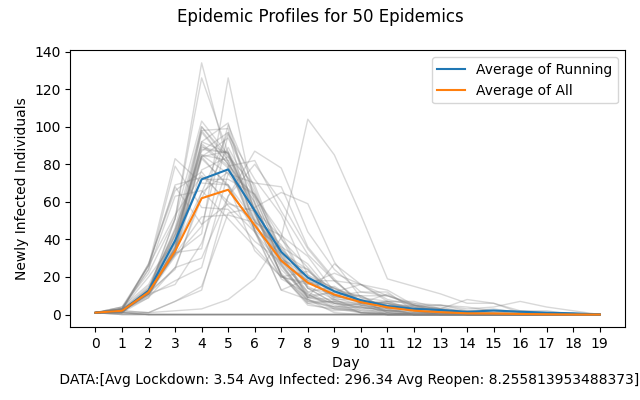 Epidemic Profiles for 50 Epidemics
140
120
100
80
60
40
20
0
Newly Infected Individuals
Average of Running
Average of All
0 1 2 3 4 5 6 7 8 9 10 11 12 13 14 15 16 17 18 19
Day
DATA:[Avg Lockdown: 3.54 Avg Infected: 296.34 Avg Reopen: 8.255813953488373]